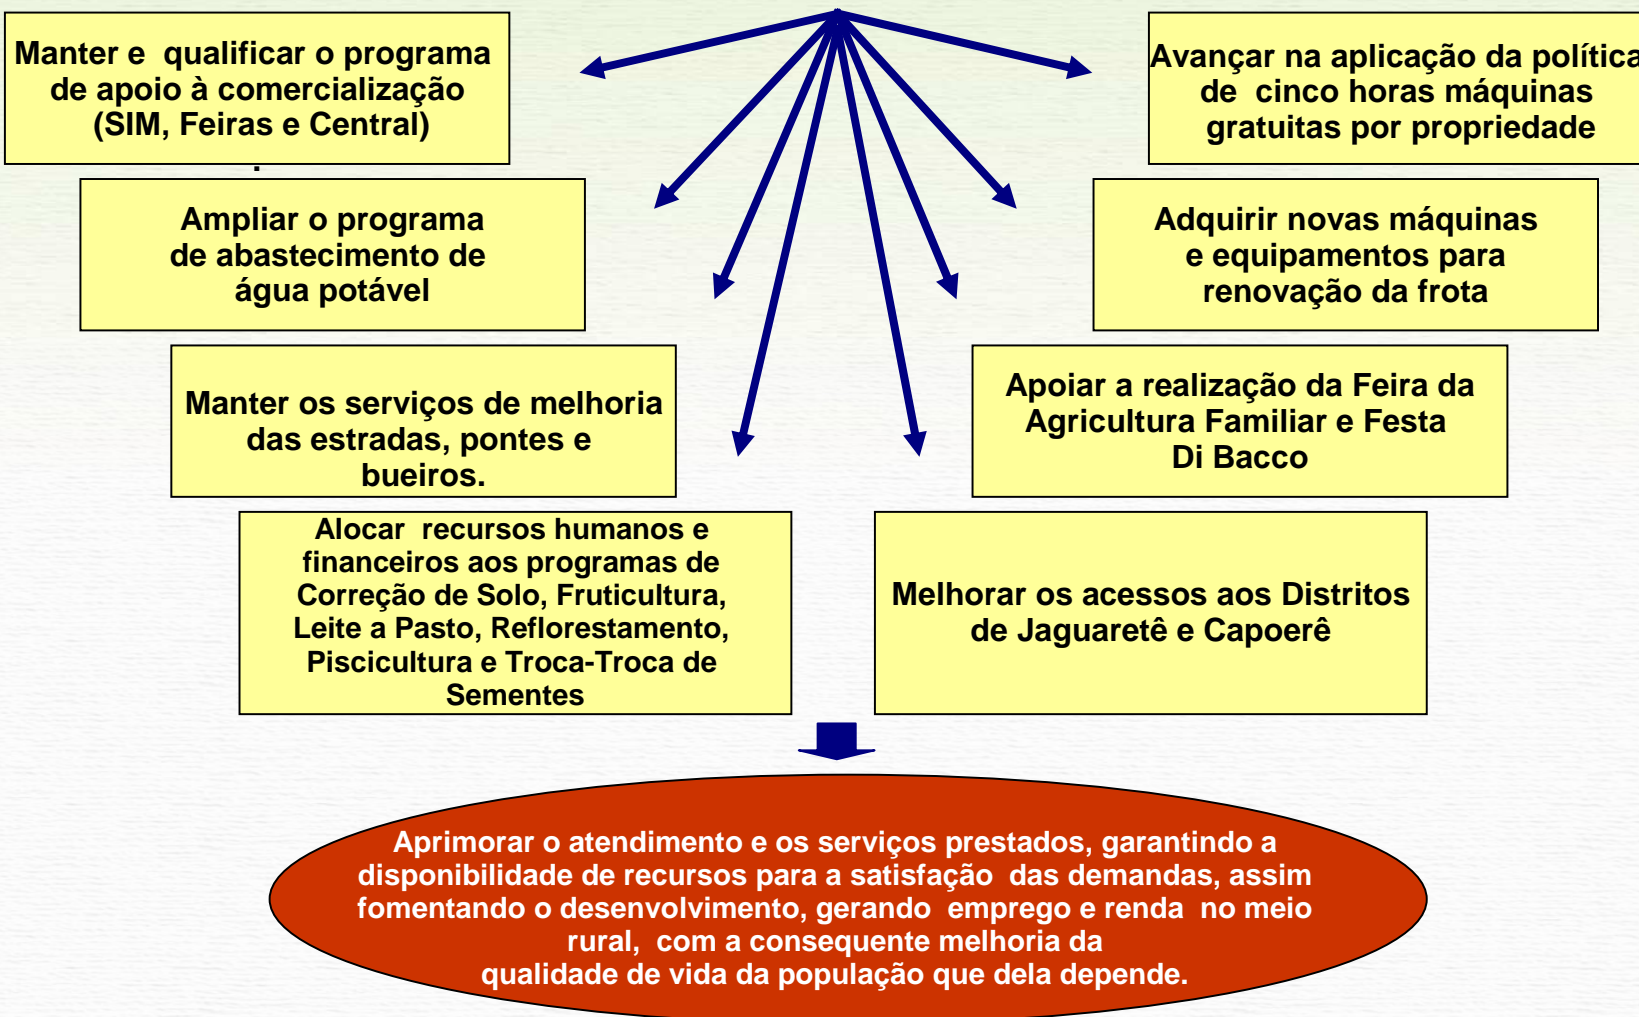 Manter e qualificar o programa
de apoio à comercialização
(SIM, Feiras e Central)
.
Avançar na aplicação da política
de cinco horas máquinas
gratuitas por propriedade
Ampliar o programa
de abastecimento de
água potável
Adquirir novas máquinas
e equipamentos para
renovação da frota
Manter os serviços de melhoria
das estradas, pontes e
bueiros.
Apoiar a realização da Feira da
Agricultura Familiar e Festa
Di Bacco
Alocar recursos humanos e
financeiros aos programas de
Correção de Solo, Fruticultura,
Leite a Pasto, Reflorestamento,
Piscicultura e Troca-Troca de
Sementes
Melhorar os acessos aos Distritos
de Jaguaretê e Capoerê
Aprimorar o atendimento e os serviços prestados, garantindo a
disponibilidade de recursos para a satisfação das demandas, assim
fomentando o desenvolvimento, gerando emprego e renda no meio
rural, com a consequente melhoria da
qualidade de vida da população que dela depende.